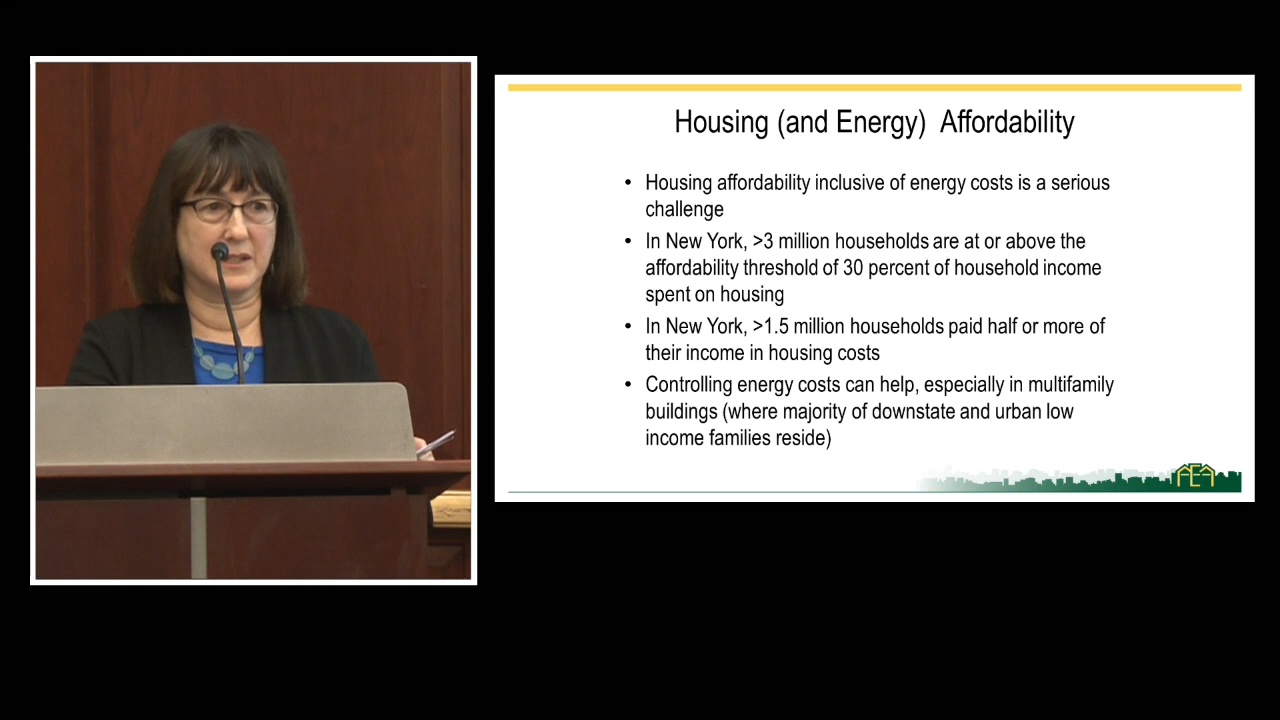 Housing (and Energy) Affordability
• Housing affordability inclusive of energy costs is a serious
challenge
• In New York, >3 million households are at or above the
affordability threshold of 30 percent of household income
spent on housing
• In New York, >1.5 million households paid half or more of
their income in housing costs
• Controlling energy costs can help, especially in multifamily
buildings (where majority of downstate and urban low
income families reside)
AEA